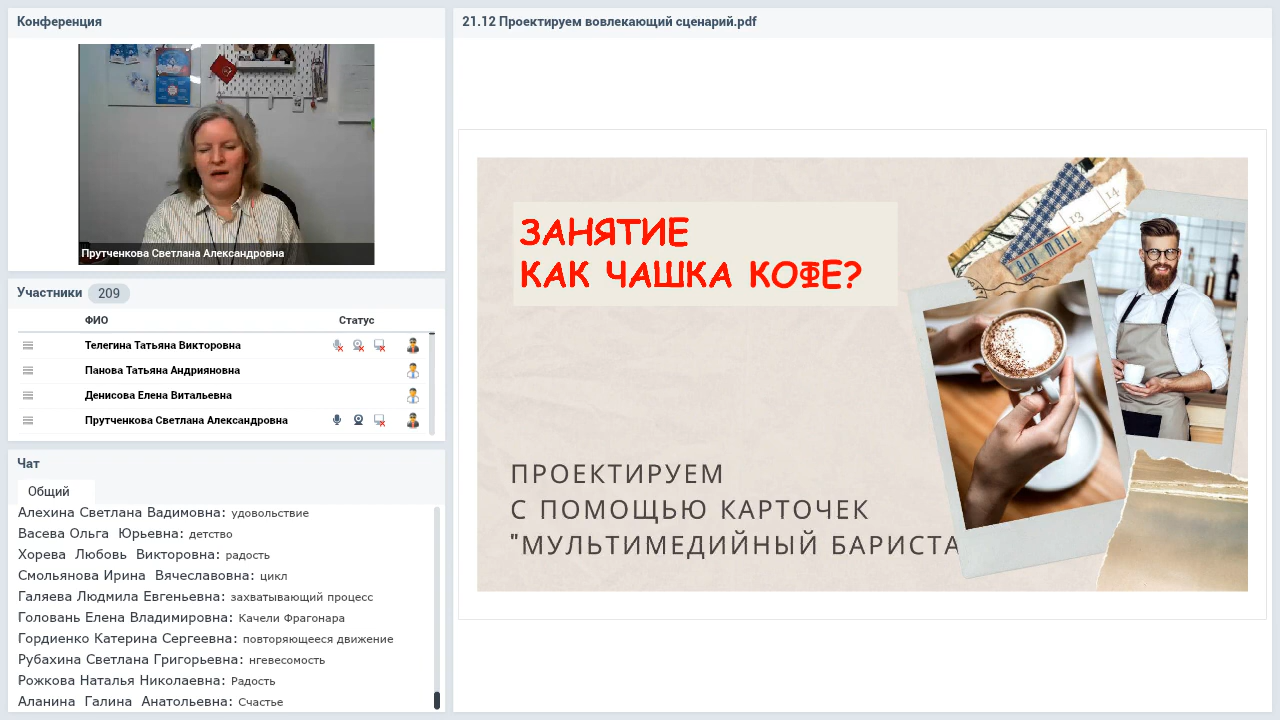 Конференция
Прутченкова Светлана Александровна
Участники 209
ФИО Статус
Телегина Татьяна Викторовна
Панова Татьяна Андрияновна
Денисова Елена Витальевна
Прутченкова Светлана Александровна
Чат
Общий
Алехина Светлана Вадимовна: удовольствие
Васева Ольга Юрьевна: детство
Хорева Любовь Викторовна: радость
Смольянова Ирина Вячеславовна: цикл
Галяева Людмила Евгеньевна: захватывающий процесс
Головань Елена Владимировна: Качели Фрагонара
Гордиенко Катерина Сергеевна: повторяющееся движение
Рубахина Светлана Григорьевна: нгевесомость
Рожкова Наталья Николаевна: Радость
Аланина Галина Анатольевна: Счастье
21.12 Проектируем вовлекающий сценарий.pdf
ЗАНЯТИЕ
КАК ЧАШКА КОФЕ?
13 14
AIR MAIL
ПРОЕКТИРУЕМ
С ПОМОЩЬЮ КАРТОЧЕК
"МУЛЬТИМЕДИЙНЫЙ БАРИСТА